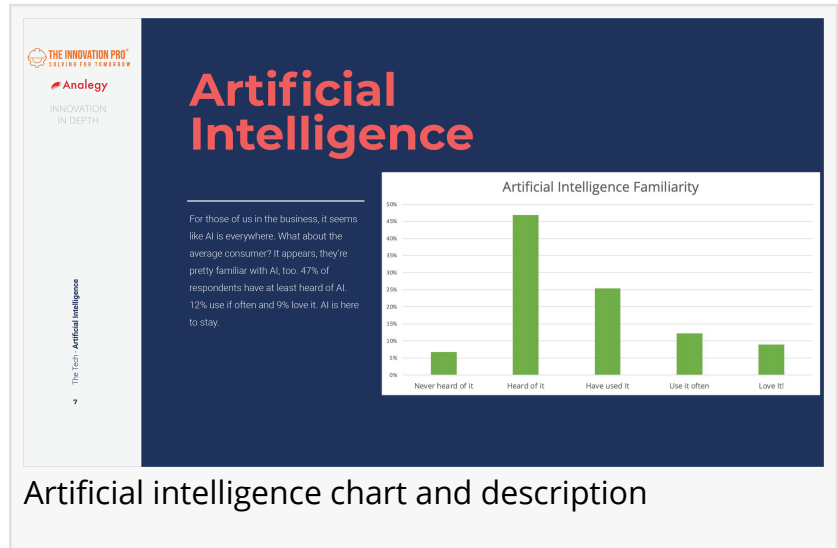 THE INNOVATION PRO®
SOLVING FOR TOMORROW
Analegy
INNOVATION
IN DEPTH
Artificial
Intelligence
For those of us in the business, it seems
like AI is everywhere. What about the
average consumer? It appears, they're
pretty familiar with AI, too. 47% of
respondents have at least heard of AI.
12% use if often and 9% love it. AI is here
to stay.
Artificial Intelligence Familiarity
50%
45%
40%
35%
30%
25%
20%
15%
10%
5%
0%
Never heard of it Heard of it Have used It Use it often Love It!
The Tech - Artificial Intelligence
7
Artificial intelligence chart and description